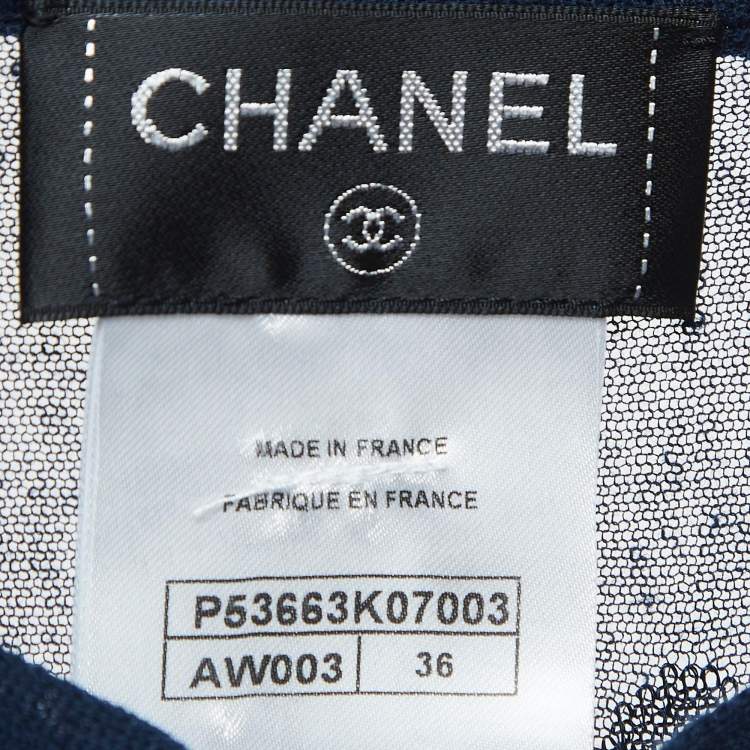 CHANEL
MADE IN FRANCE
FABRIQUE EN FRANCE
P53663K07003
AW003 36